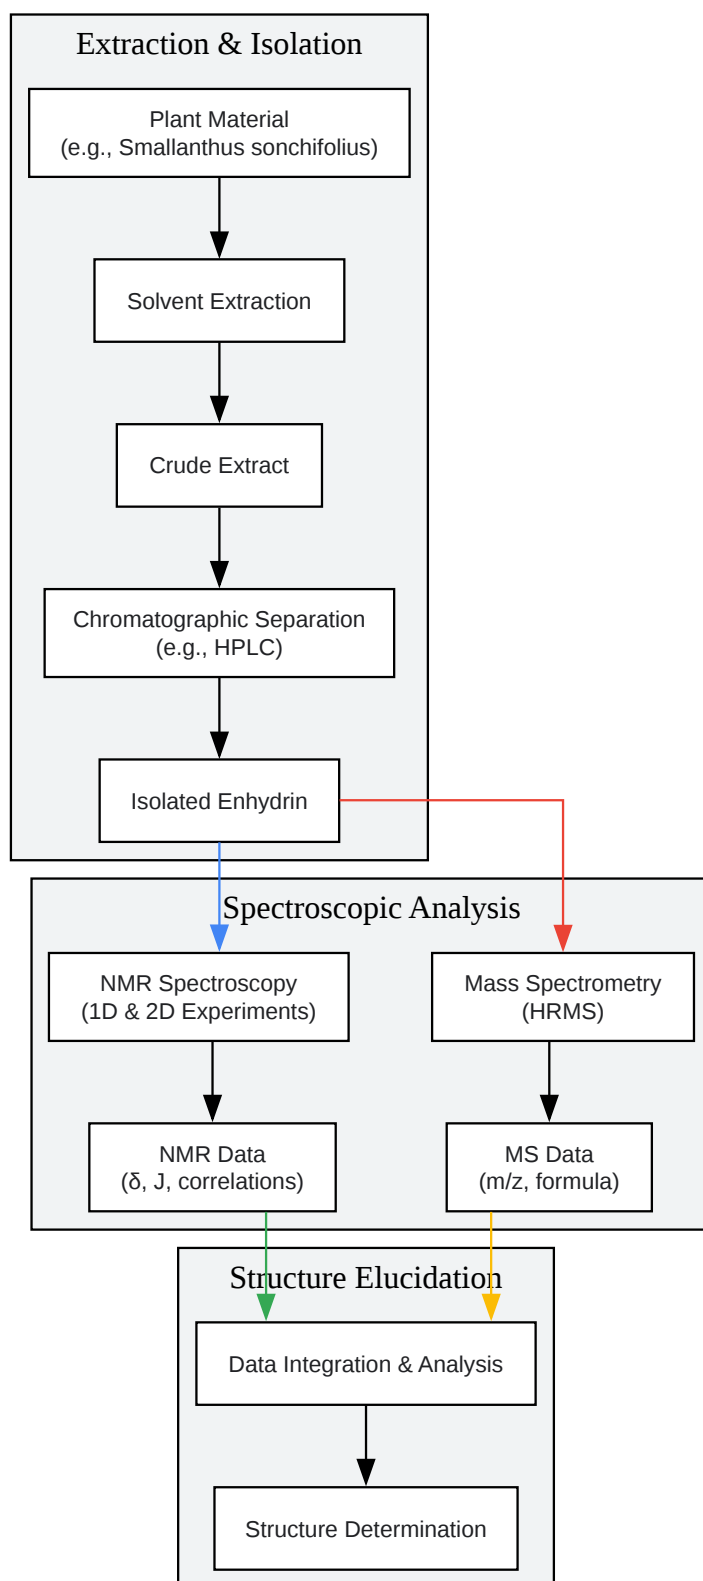 Extraction & Isolation
Plant Material
(e.g., Smallanthus sonchifolius)
Solvent Extraction
Crude Extract
Chromatographic Separation
(e.g., HPLC)
Isolated Enhydrin
Spectroscopic Analysis
NMR Spectroscopy
(1D & 2D Experiments)
Mass Spectrometry
(HRMS)
NMR Data
(δ, J, correlations)
MS Data
(m/z, formula)
Structure Elucidation
Data Integration & Analysis
Structure Determination